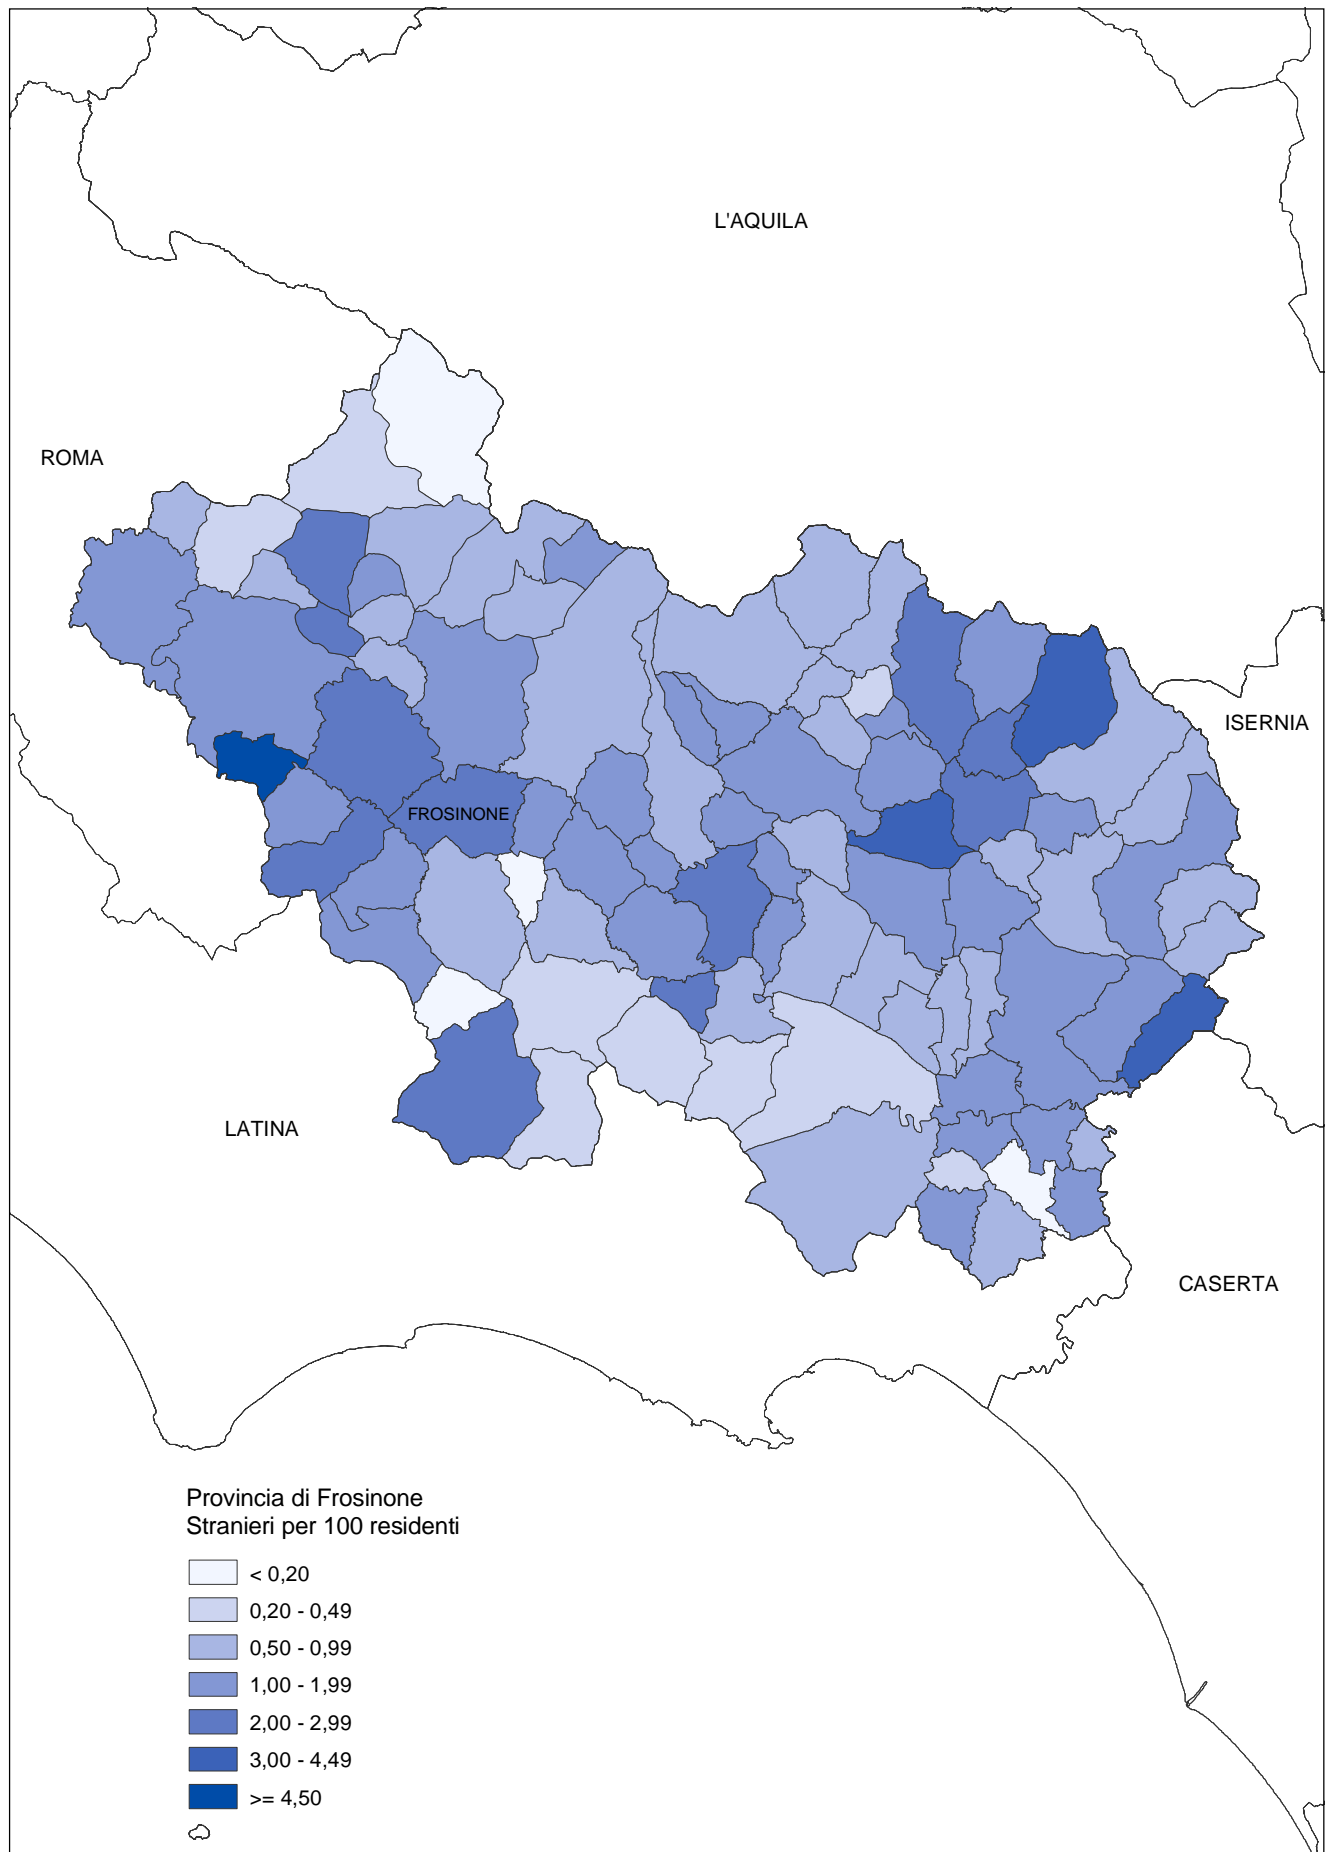 L'AQUILA
ROMA
ISERNIA
FROSINONE
LATINA
CASERTA
Provincia di Frosinone
Stranieri per 100 residenti
< 0,20
0,20 - 0,49
0,50 - 0,99
1,00 - 1,99
2,00 - 2,99
3,00 - 4,49
>= 4,50